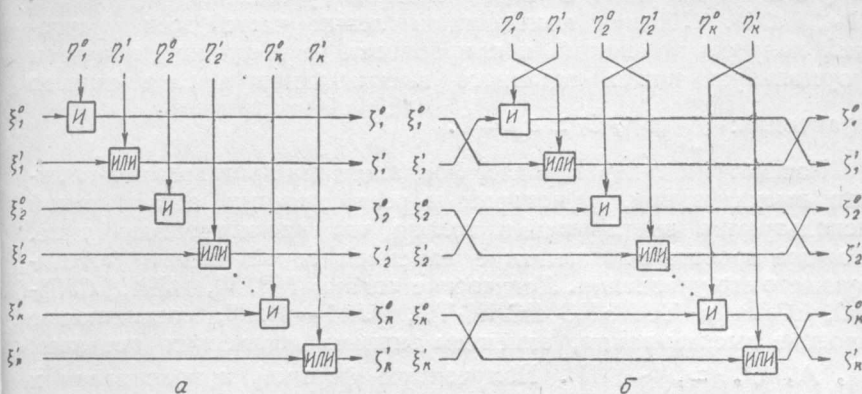 η₁⁰ η₁¹ η₂⁰ η₂¹ ηₖ⁰ ηₖ¹ η₁⁰ η₁¹ η₂⁰ η₂¹ ηₖ⁰ ηₖ¹
ξ₁⁰ И ζ₁⁰ ξ₁⁰ И ζ₁⁰
ξ₁¹ ИЛИ ζ₁¹ ξ₁¹ ИЛИ ζ₁¹
ξ₂⁰ И ζ₂⁰ ξ₂⁰ И ζ₂⁰
ξ₂¹ ИЛИ ζ₂¹ ξ₂¹ ИЛИ ζ₂¹
ξₖ⁰ И ζₖ⁰ ξₖ⁰ И ζₖ⁰
ξₖ¹ ИЛИ ζₖ¹ ξₖ¹ ИЛИ ζₖ¹
а б